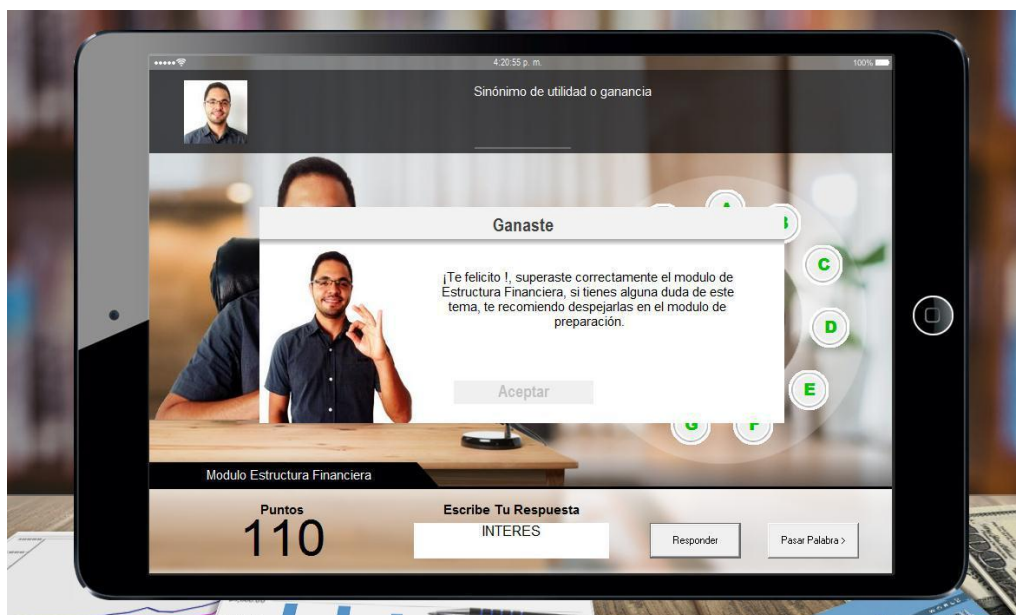 4:20:55 p. m.
100%
Sinónimo de utilidad o ganancia
A
B
C
D
E
F
G
Ganaste
¡Te felicito !, superaste correctamente el modulo de
Estructura Financiera, si tienes alguna duda de este
tema, te recomiendo despejarlas en el modulo de
preparación.
Aceptar
Modulo Estructura Financiera
Puntos
110
Escribe Tu Respuesta
INTERES
Responder
Pasar Palabra >